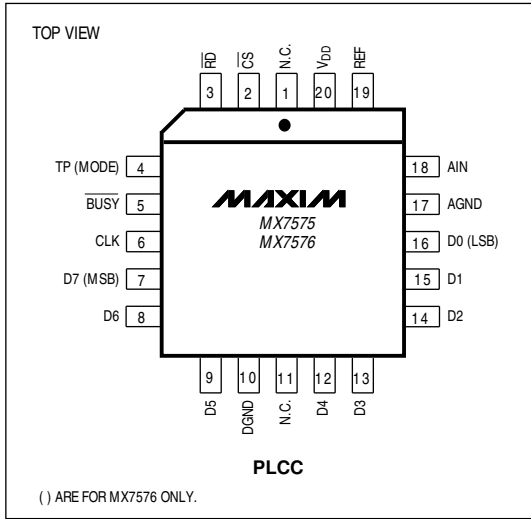 TOP VIEW
RD CS N.C. VDD REF
3 2 1 20 19
TP (MODE) 4
BUSY 5
CLK 6
D7 (MSB) 7
D6 8
MAXIM
MX7575
MX7576
18 AIN
17 AGND
16 D0 (LSB)
15 D1
14 D2
9 10 11 12 13
D5 DGND N.C. D4 D3
PLCC
( ) ARE FOR MX7576 ONLY.